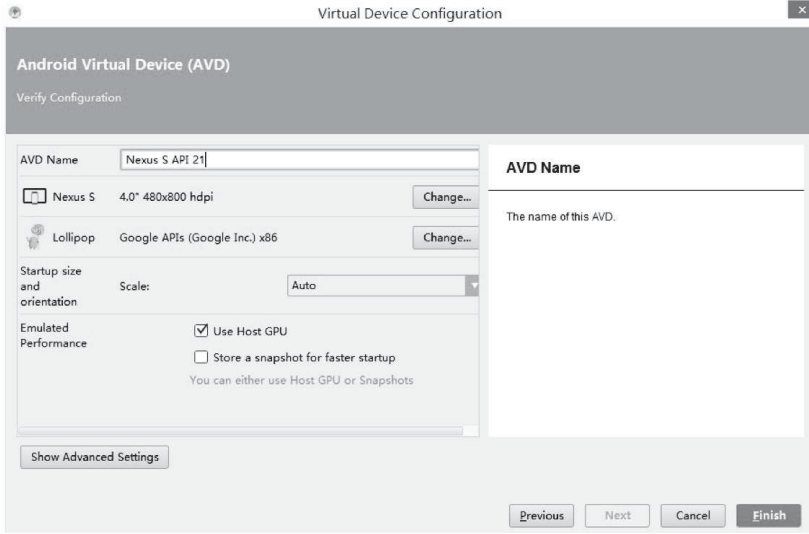 Virtual Device Configuration
Android Virtual Device (AVD)
Verify Configuration
AVD Name
Nexus S API 21
Nexus S
4.0" 480x800 hdpi
Change...
Lollipop
Google APIs (Google Inc.) x86
Change...
Startup size
and
orientation
Scale:
Auto
Emulated
Performance
Use Host GPU
Store a snapshot for faster startup
You can either use Host GPU or Snapshots
AVD Name
The name of this AVD.
Show Advanced Settings
Previous
Next
Cancel
Finish